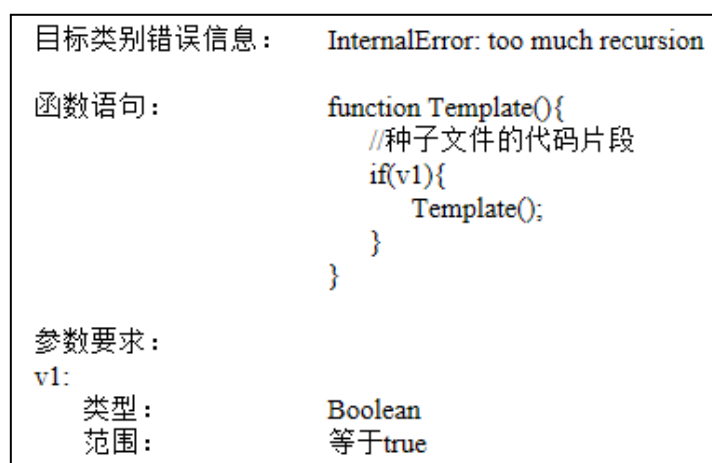 目标类别错误信息： InternalError: too much recursion
函数语句： function Template(){
//种子文件的代码片段
if(v1){
Template();
}
}
参数要求：
v1:
类型： Boolean
范围： 等于true